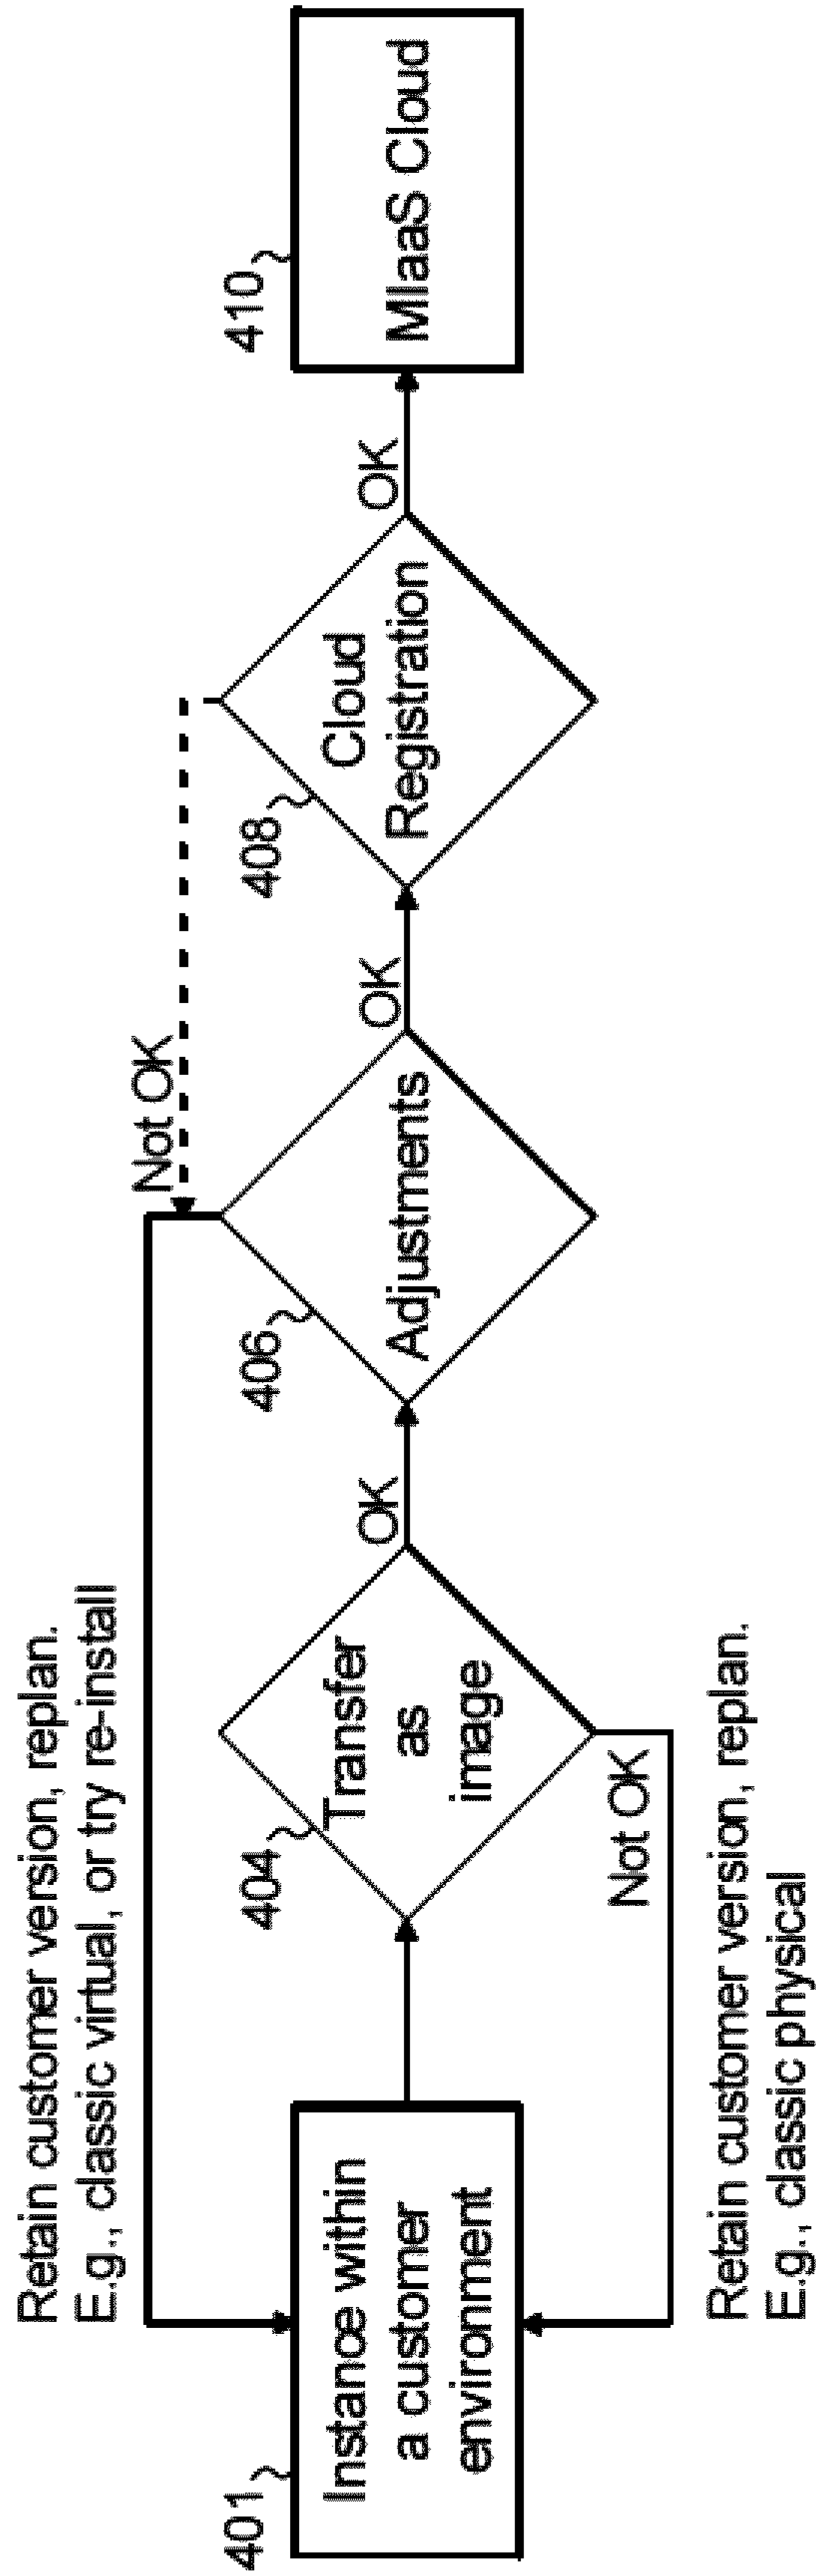 Retain customer version, replan.
E.g., classic virtual, or try re-install
Not OK
401
Instance within
a customer
environment
404
Transfer
as
image
OK
Not OK
406
Adjustments
OK
408
Cloud
Registration
OK
410
MIaaS Cloud
Retain customer version, replan.
E.g., classic physical